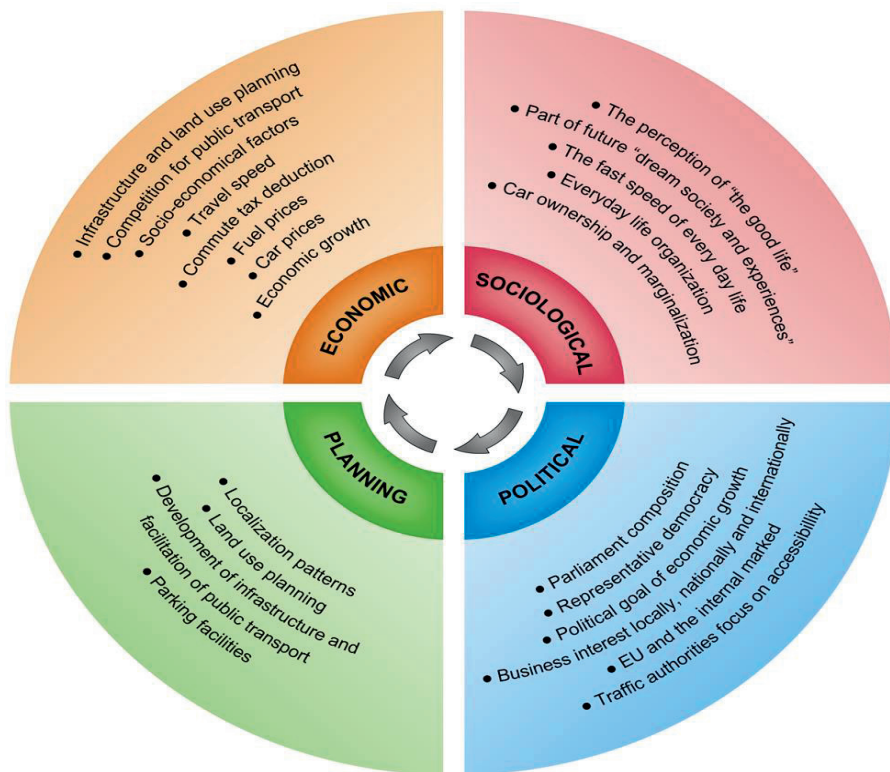 ECONOMIC
• Infrastructure and land use planning
• Competition for public transport
• Socio-economical factors
• Travel speed
• Commute tax deduction
• Fuel prices
• Car prices
• Economic growth
SOCIOLOGICAL
• The perception of “the good life”
• Part of future “dream society and experiences”
• The fast speed of every day life
• Everyday life organization
• Car ownership and marginalization
PLANNING
• Localization patterns
• Land use planning
• Development of infrastructure and
facilitation of public transport
• Parking facilities
POLITICAL
• Parliament composition
• Representative democracy
• Political goal of economic growth
• Business interest locally, nationally and internationally
• EU and the internal marked
• Traffic authorities focus on accessibillity